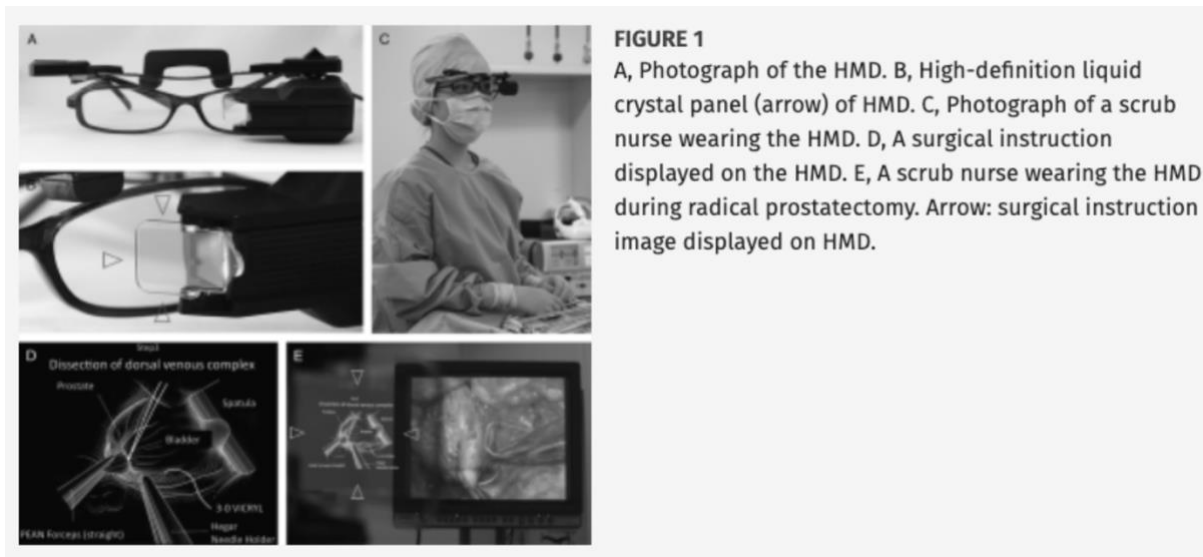 A
C
B
FIGURE 1
A, Photograph of the HMD. B, High-definition liquid
crystal panel (arrow) of HMD. C, Photograph of a scrub
nurse wearing the HMD. D, A surgical instruction
displayed on the HMD. E, A scrub nurse wearing the HMD
during radical prostatectomy. Arrow: surgical instruction
image displayed on HMD.
D
Step3
Dissection of dorsal venous complex
Prostate
Spatula
Bladder
3-0 VICRYL
PEAN Forceps (straight)
Hegar
Needle Holder
E